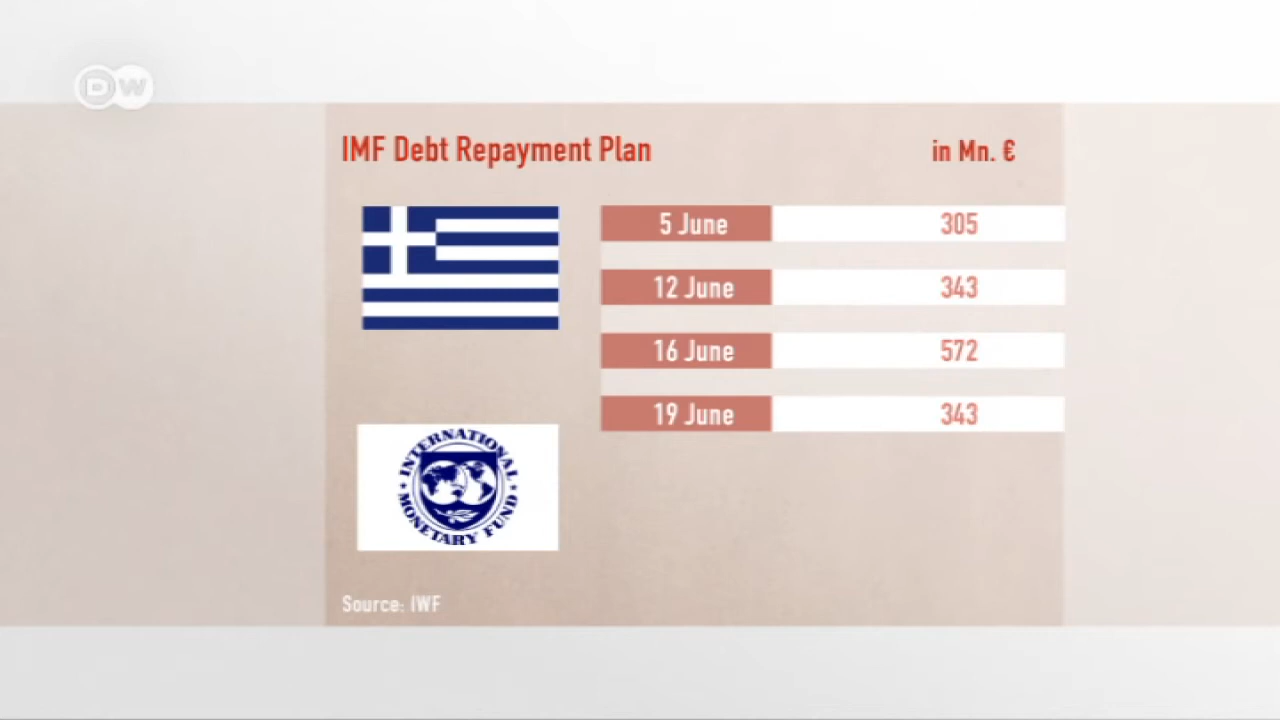 DW
IMF Debt Repayment Plan in Mn. €
5 June 305
12 June 343
16 June 572
19 June 343
INTERNATIONAL
MONETARY FUND
Source: IWF